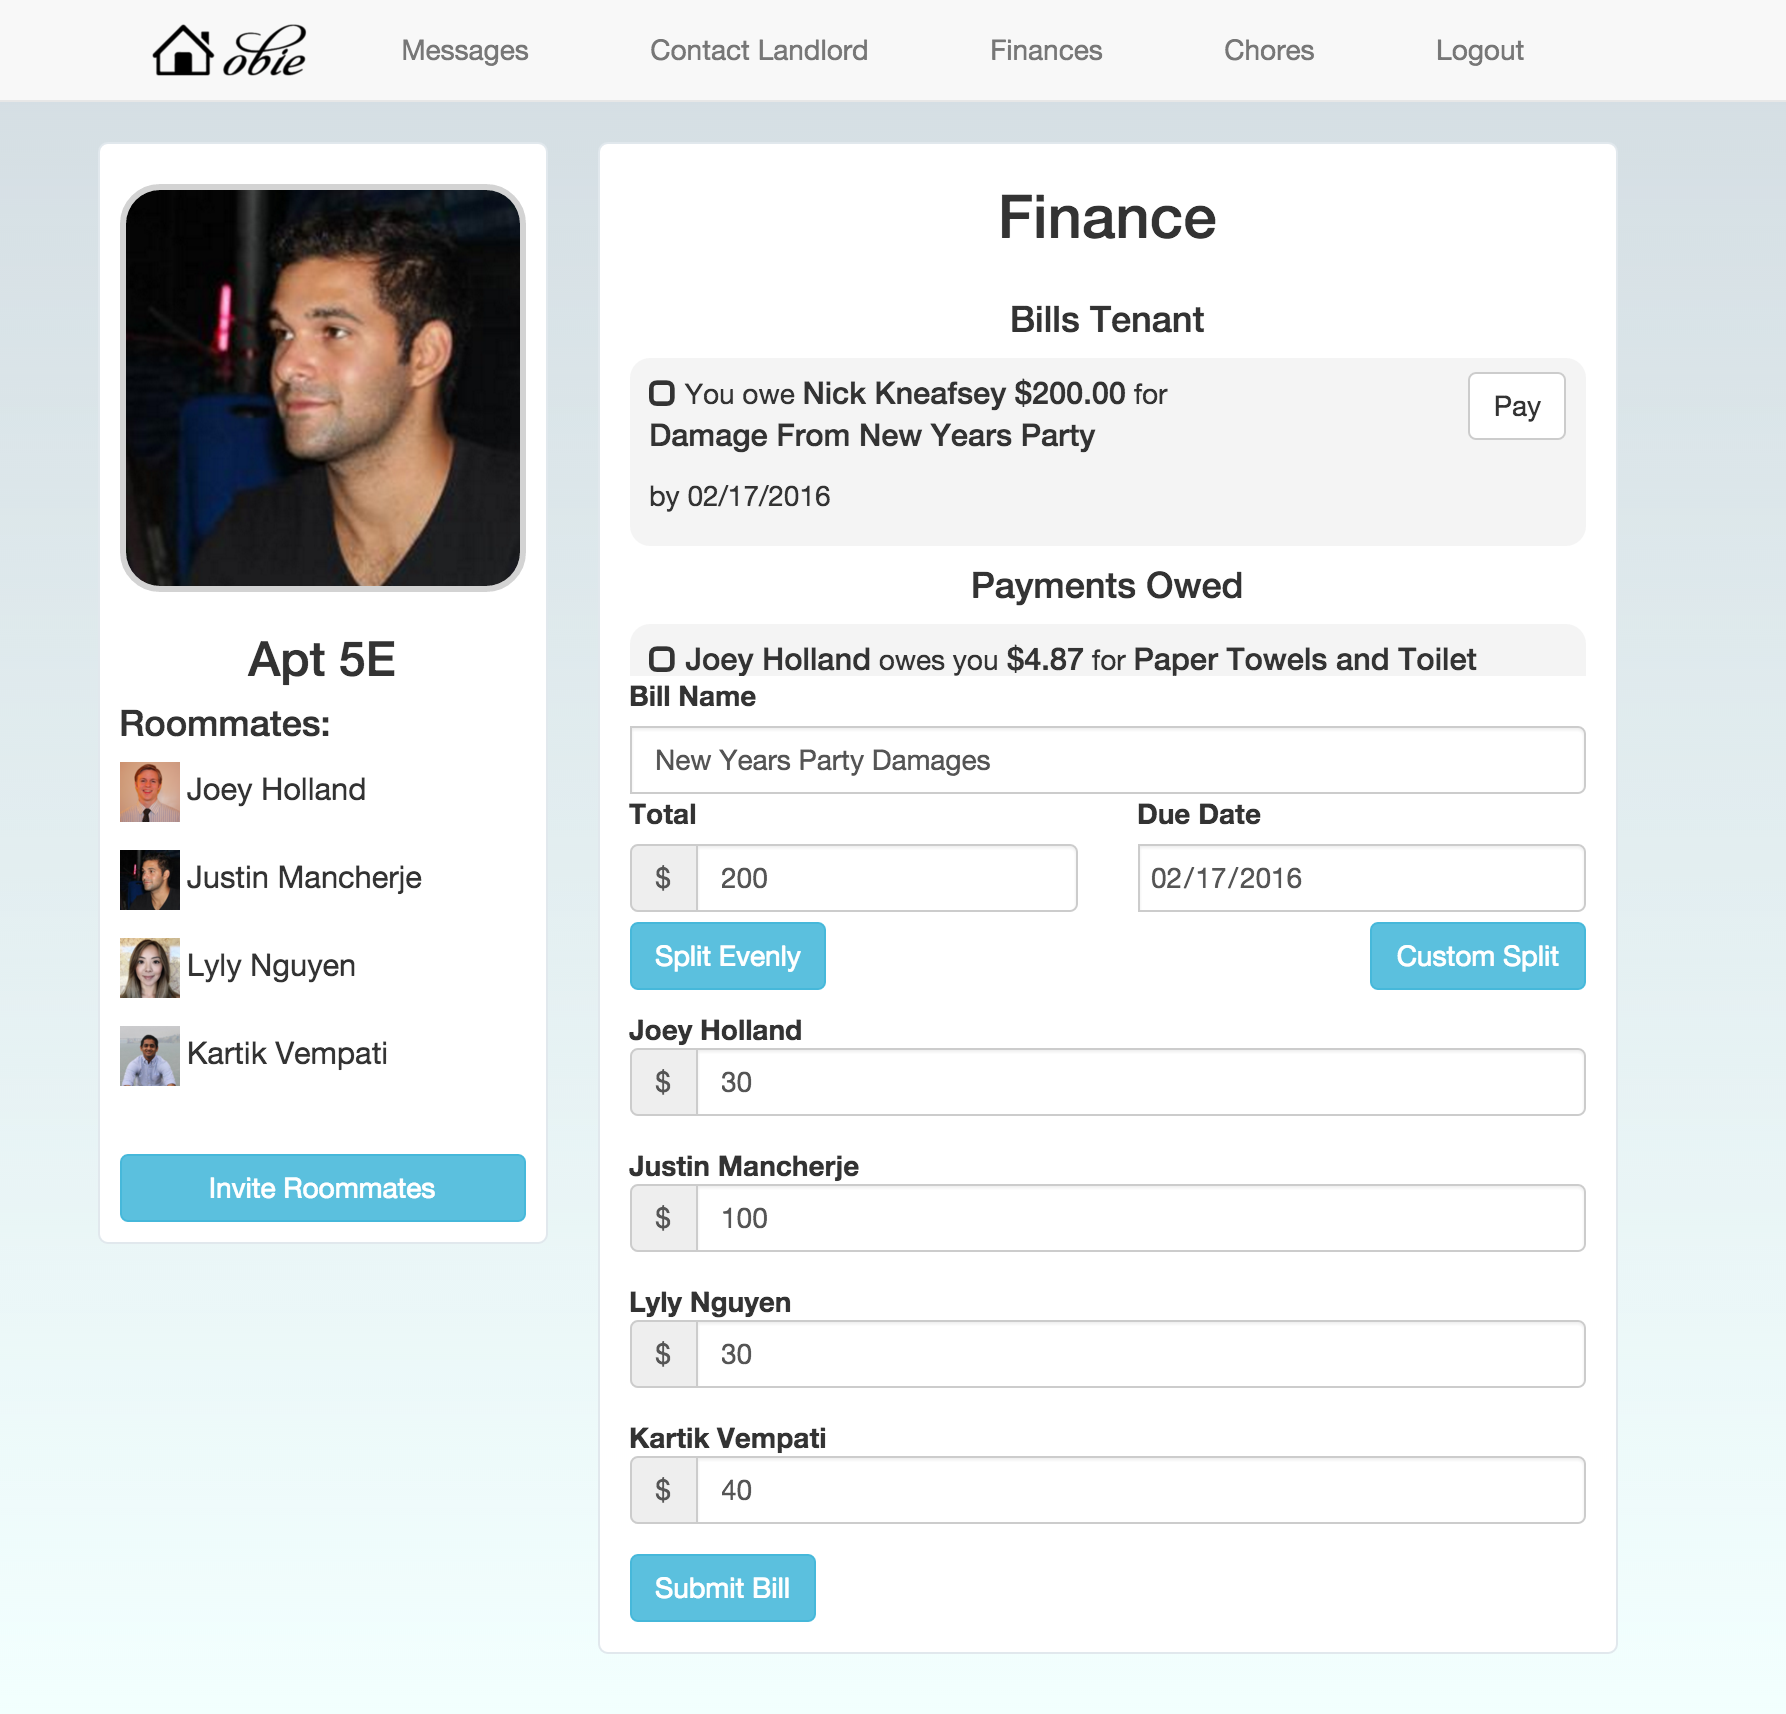 obie
Messages
Contact Landlord
Finances
Chores
Logout
Apt 5E
Roommates:
Joey Holland
Justin Mancherje
Lyly Nguyen
Kartik Vempati
Invite Roommates
Finance
Bills Tenant
You owe Nick Kneafsey $200.00 for
Damage From New Years Party
by 02/17/2016
Pay
Payments Owed
Joey Holland owes you $4.87 for Paper Towels and Toilet
Bill Name
New Years Party Damages
Total
$ 200
Due Date
02/17/2016
Split Evenly
Custom Split
Joey Holland
$ 30
Justin Mancherje
$ 100
Lyly Nguyen
$ 30
Kartik Vempati
$ 40
Submit Bill